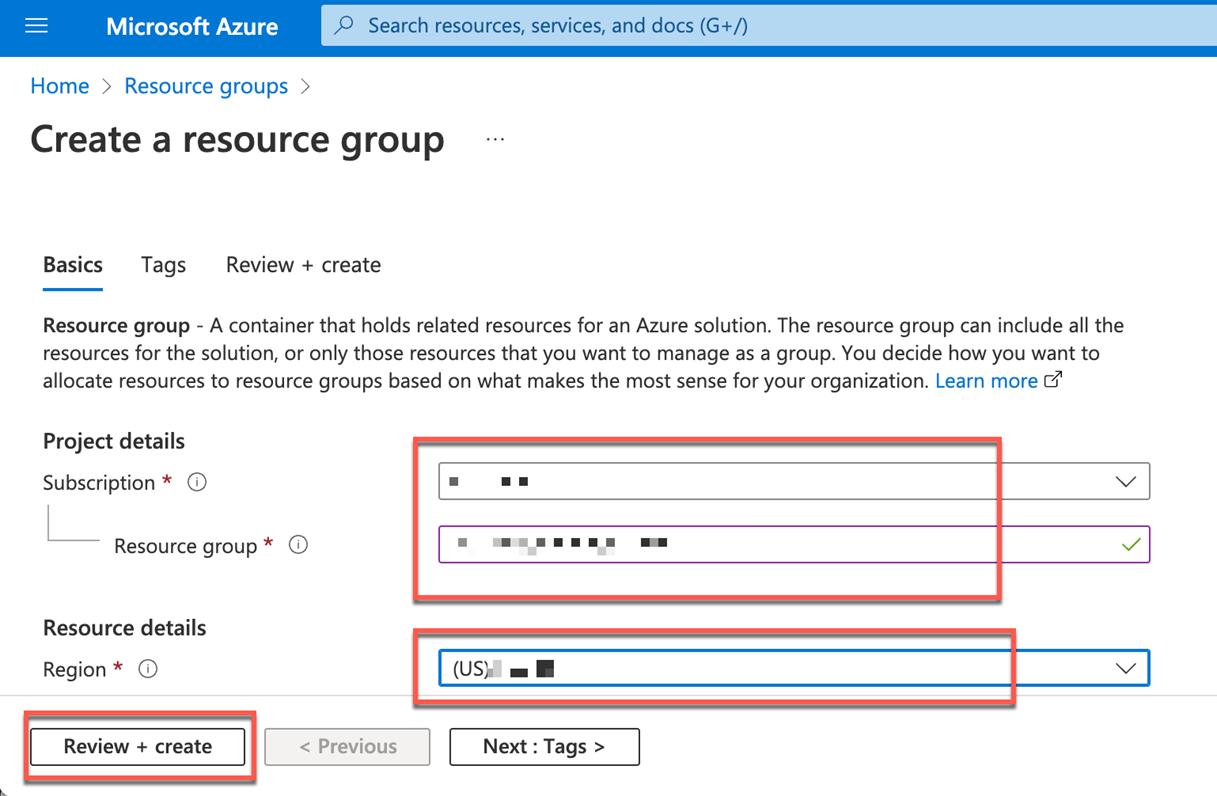 Microsoft Azure
Search resources, services, and docs (G+/)
Home > Resource groups >
Create a resource group ...
Basics Tags Review + create
Resource group - A container that holds related resources for an Azure solution. The resource group can include all the
resources for the solution, or only those resources that you want to manage as a group. You decide how you want to
allocate resources to resource groups based on what makes the most sense for your organization. Learn more
Project details
Subscription *
Resource group *
Resource details
Region *
(US)
Review + create
< Previous
Next : Tags >